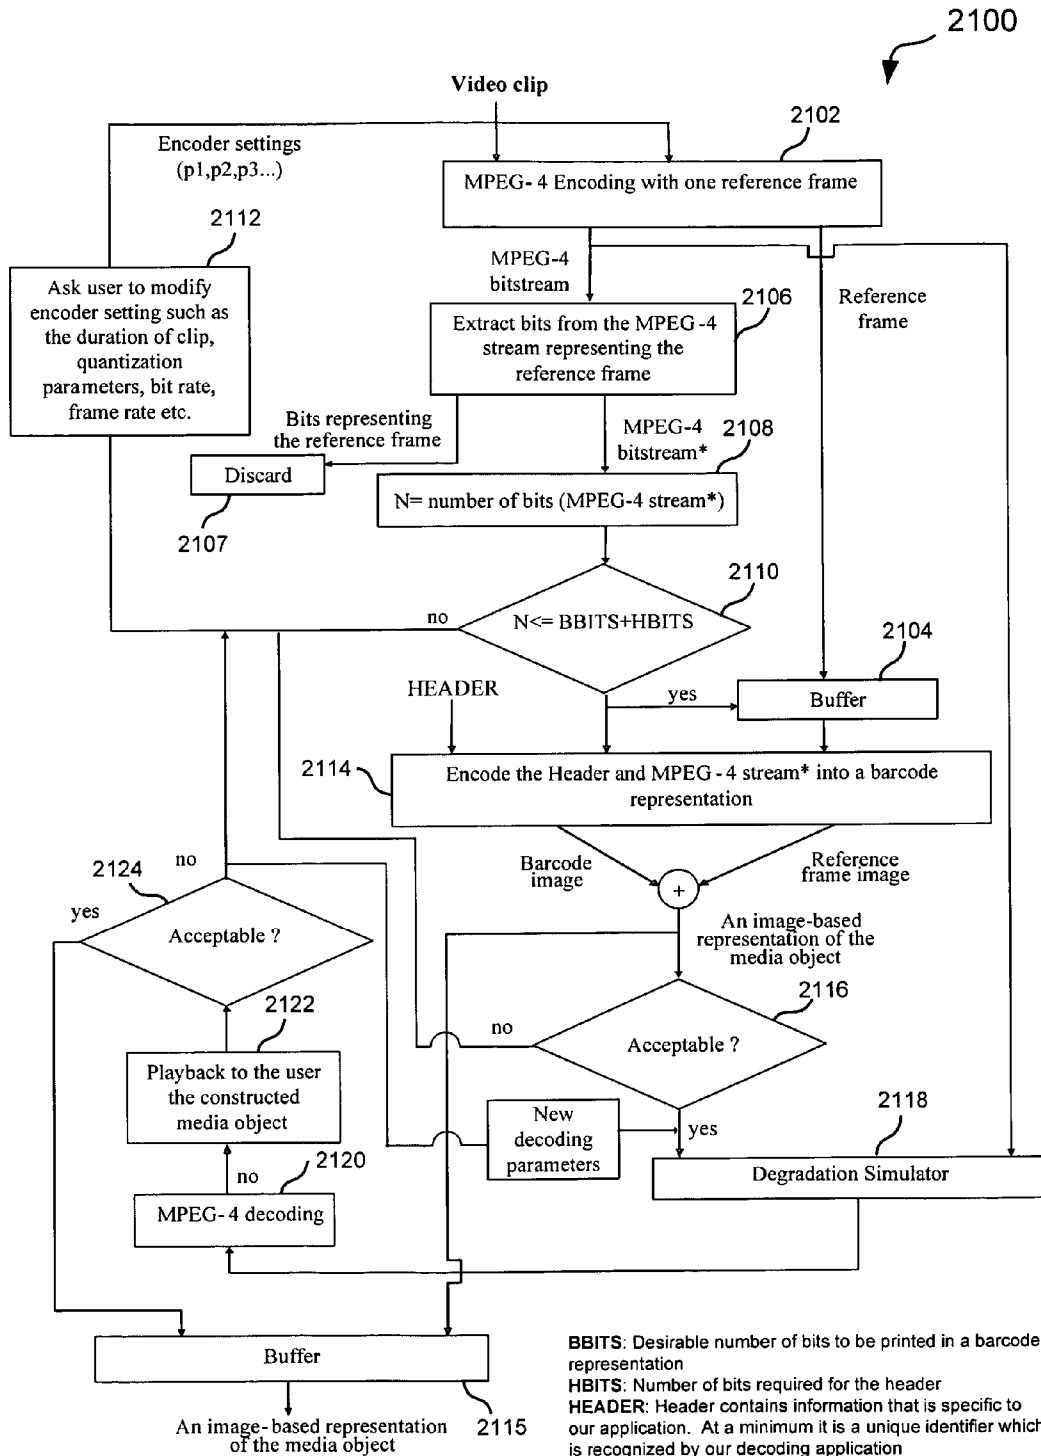 2100
Video clip
2102
Encoder settings
(p1,p2,p3...)
MPEG-4 Encoding with one reference frame
2112
MPEG-4
bitstream
Ask user to modify
encoder setting such as
the duration of clip,
quantization
parameters, bit rate,
frame rate etc.
2106
Reference
frame
Extract bits from the MPEG-4
stream representing the
reference frame
Bits representing
the reference frame
MPEG-4
bitstream*
2108
Discard
N= number of bits (MPEG-4 stream*)
2107
2110
no
N<= BBITS+HBITS
2104
HEADER
yes
Buffer
2114
Encode the Header and MPEG-4 stream* into a barcode
representation
no
Barcode
image
Reference
frame image
2124
+
yes
An image-based
representation of the
media object
Acceptable ?
2116
2122
no
Acceptable ?
Playback to the user
the constructed
media object
New
decoding
parameters
yes
2118
2120
no
Degradation Simulator
MPEG-4 decoding
Buffer
2115
An image-based representation
of the media object
BBITS: Desirable number of bits to be printed in a barcode
representation
HBITS: Number of bits required for the header
HEADER: Header contains information that is specific to
our application. At a minimum it is a unique identifier which
is recognized by our decoding application